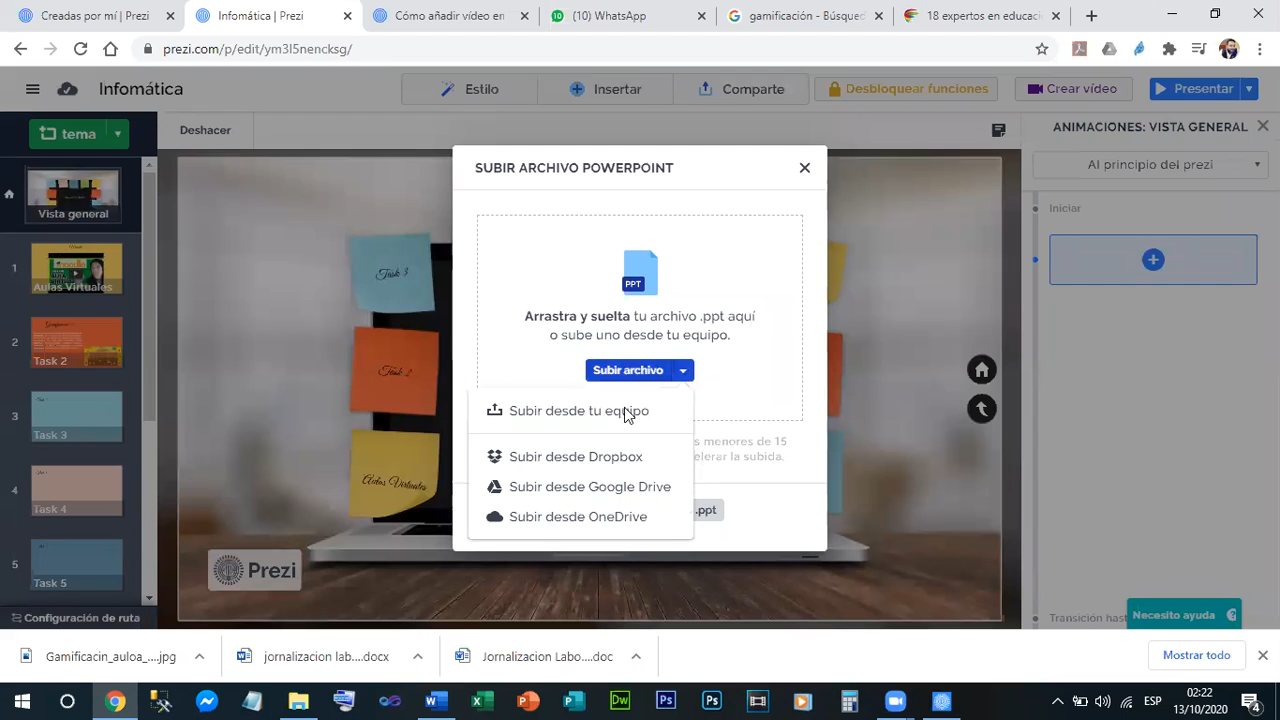 Creadas por mí | Prezi
Infomática | Prezi
Cómo añadir vídeo en
(10) WhatsApp
gamificación - Búsqued
18 expertos en educaci
prezi.com/p/edit/ym3l5nencksg/
Infomática
Estilo
Insertar
Comparte
Desbloquear funciones
Crear vídeo
Presentar
tema
Deshacer
ANIMACIONES: VISTA GENERAL
Al principio del prezi
Iniciar
Vista general
1
Aulas Virtuales
2
Task 2
3
Task 3
4
Task 4
5
Task 5
Configuración de ruta
Task 3
Task 2
Aulas Virtuales
Prezi
SUBIR ARCHIVO POWERPOINT
PPT
Arrastra y suelta tu archivo .ppt aquí
o sube uno desde tu equipo.
Subir archivo
Subir desde tu equipo
Subir desde Dropbox
Subir desde Google Drive
Subir desde OneDrive
s menores de 15
elerar la subida.
.ppt
Transición hast
Necesito ayuda
Gamificacin_auloa_....jpg
jornalizacion lab....docx
Jornalizacion Labo....doc
Mostrar todo
Dw
Ps
Ps
ESP
02:22
13/10/2020
4